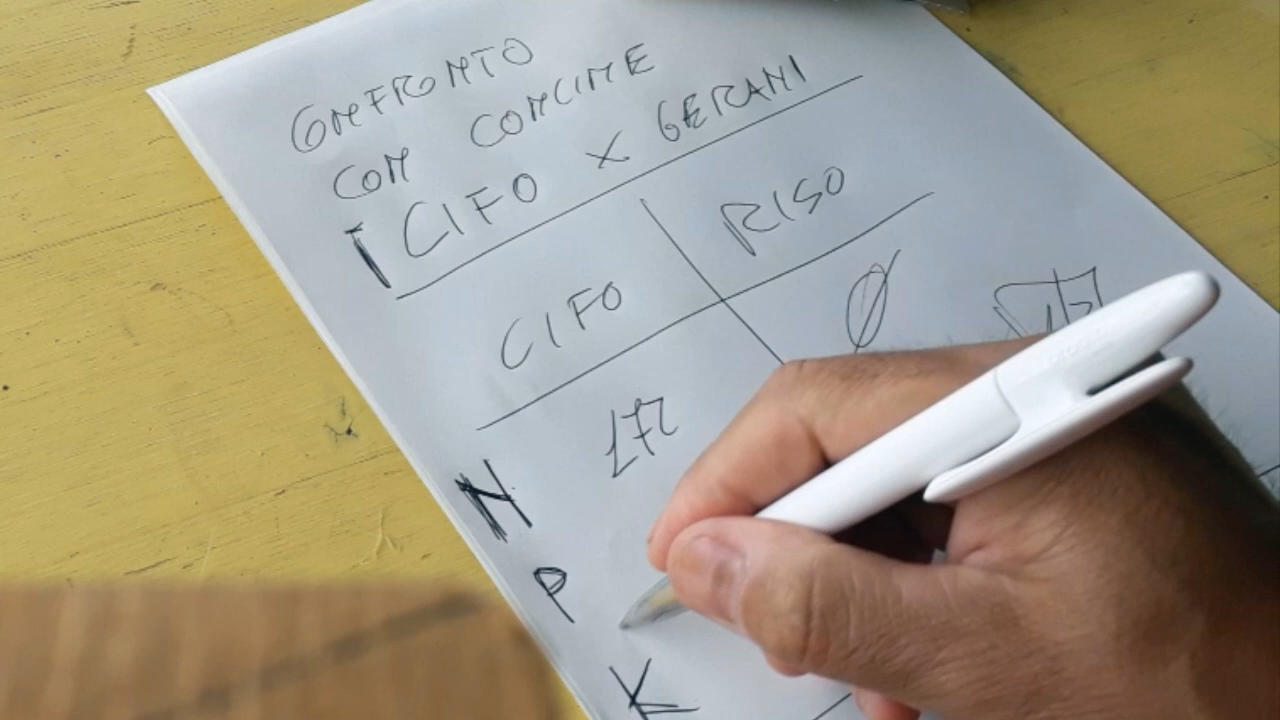 CONFRONTO
CON CONCIME
CIFO X GERANI
CIFO RISO
N Ø
P
K